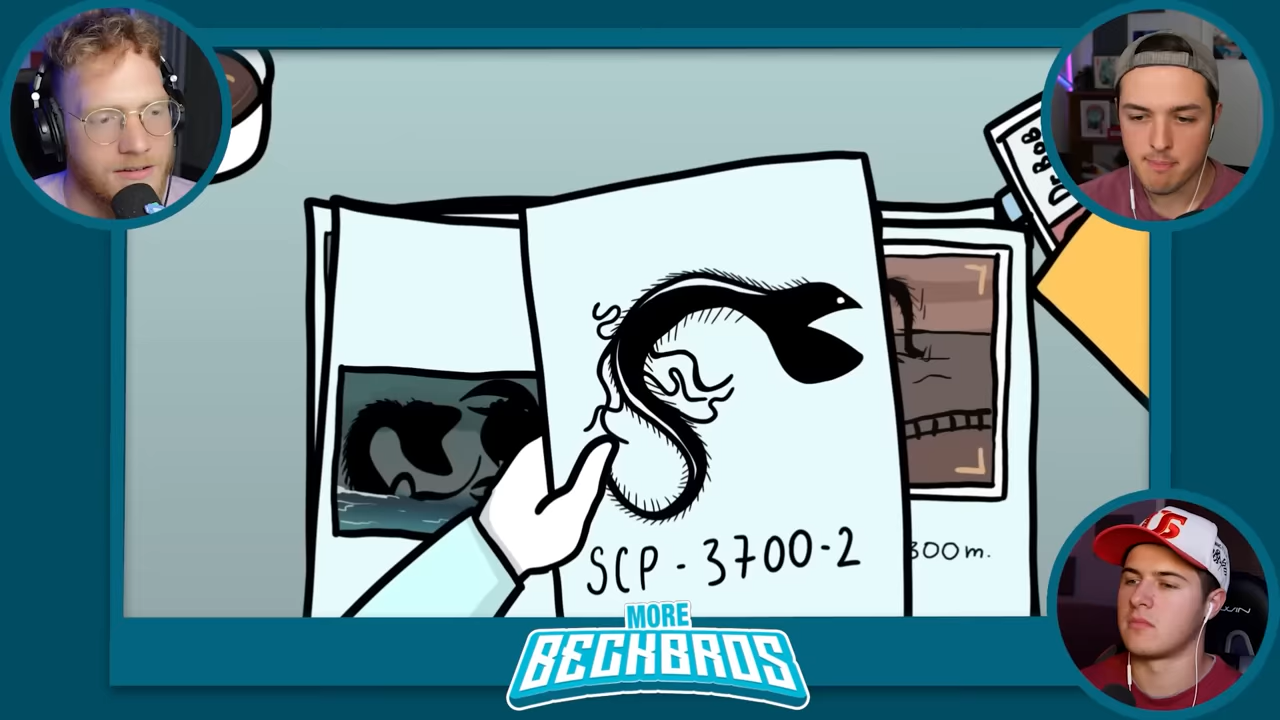 Dr. BOB
SCP - 3700-2
300m.
MORE
BECKBROS